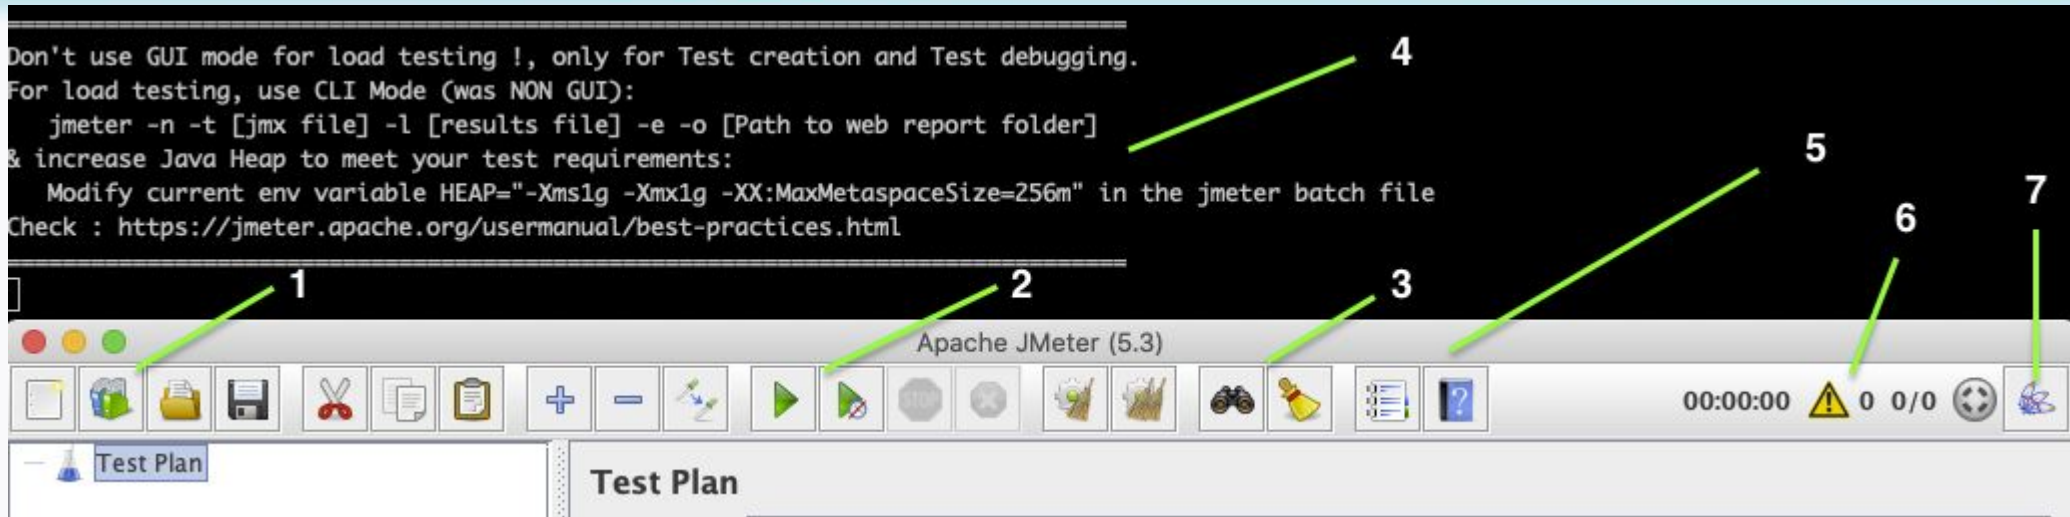 Don't use GUI mode for load testing !, only for Test creation and Test debugging.
For load testing, use CLI Mode (was NON GUI):
jmeter -n -t [jmx file] -l [results file] -e -o [Path to web report folder]
& increase Java Heap to meet your test requirements:
Modify current env variable HEAP="-Xms1g -Xmx1g -XX:MaxMetaspaceSize=256m" in the jmeter batch file
Check : https://jmeter.apache.org/usermanual/best-practices.html
4
5
7
6
1
2
3
Apache JMeter (5.3)
STOP
?
00:00:00 0 0/0
Test Plan
Test Plan